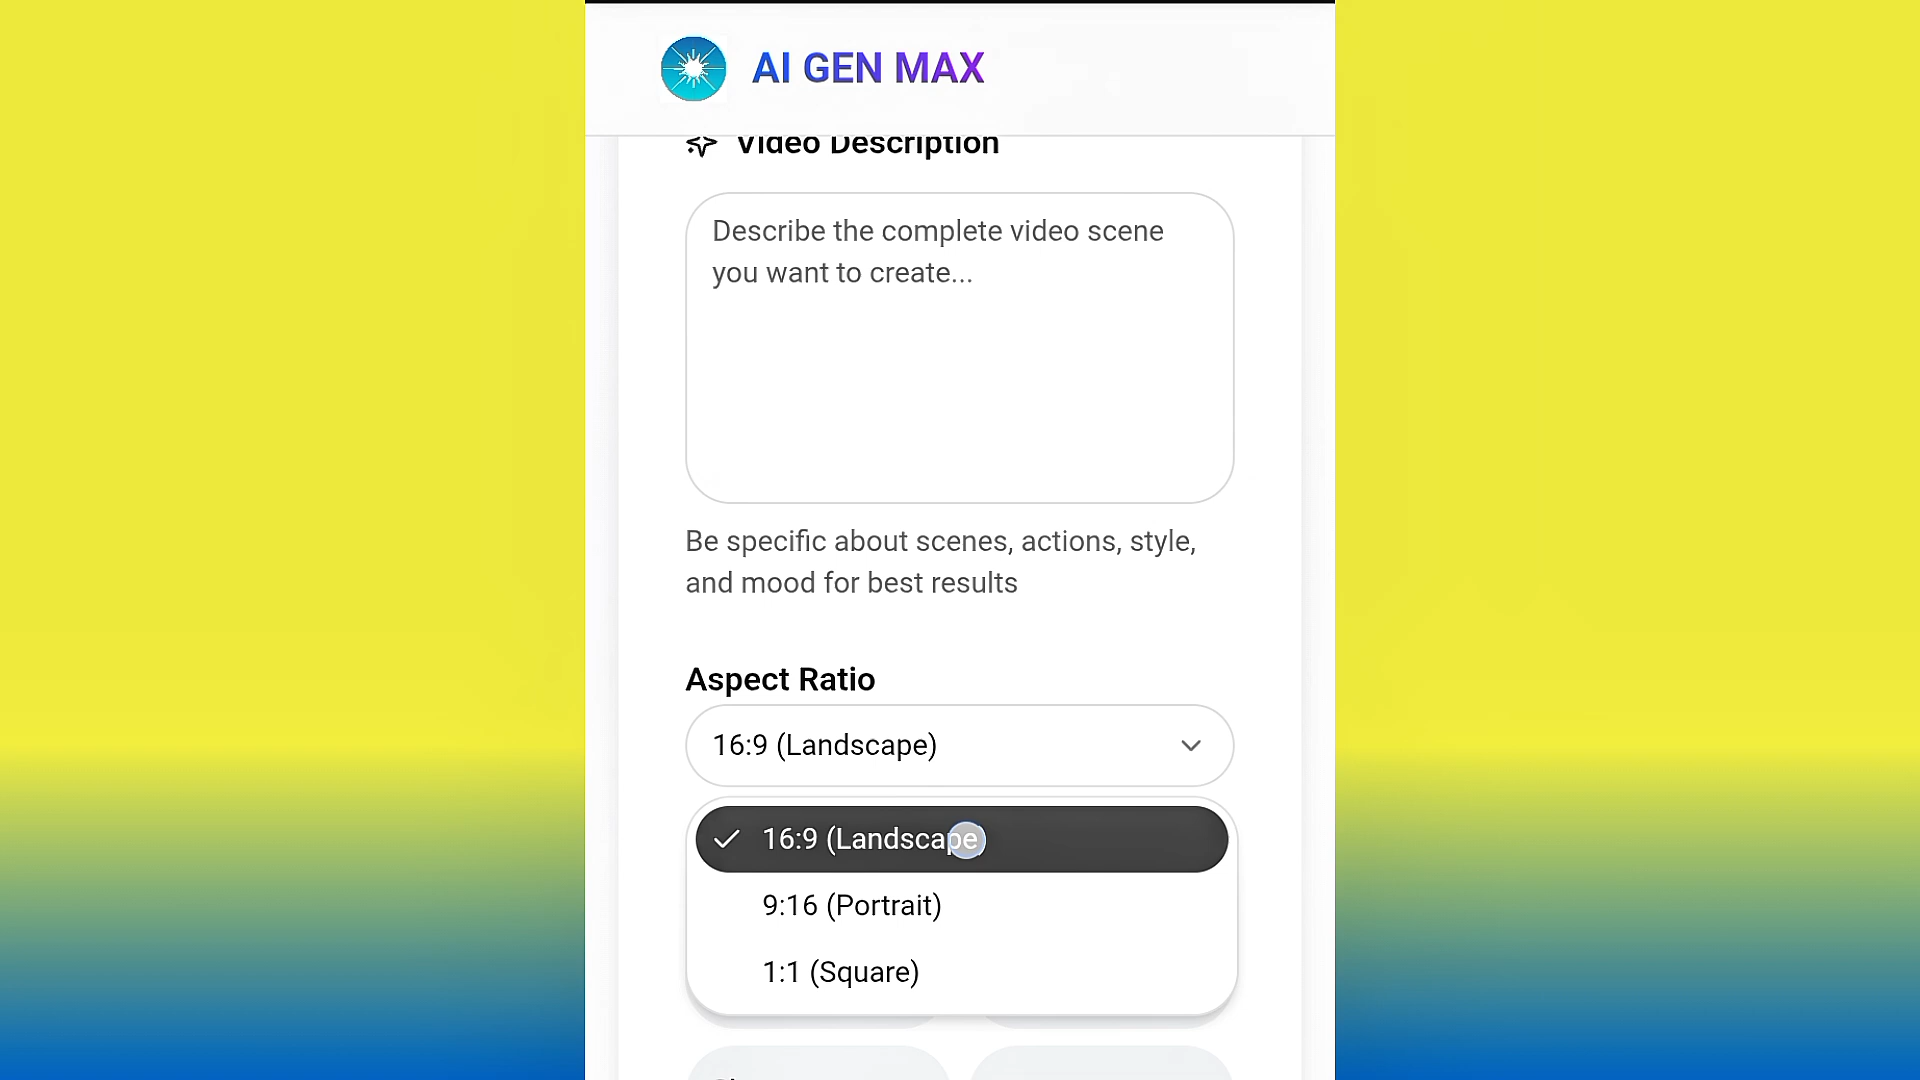 AI GEN MAX
Video Description
Describe the complete video scene
you want to create...
Be specific about scenes, actions, style,
and mood for best results
Aspect Ratio
16:9 (Landscape)
16:9 (Landscape)
9:16 (Portrait)
1:1 (Square)